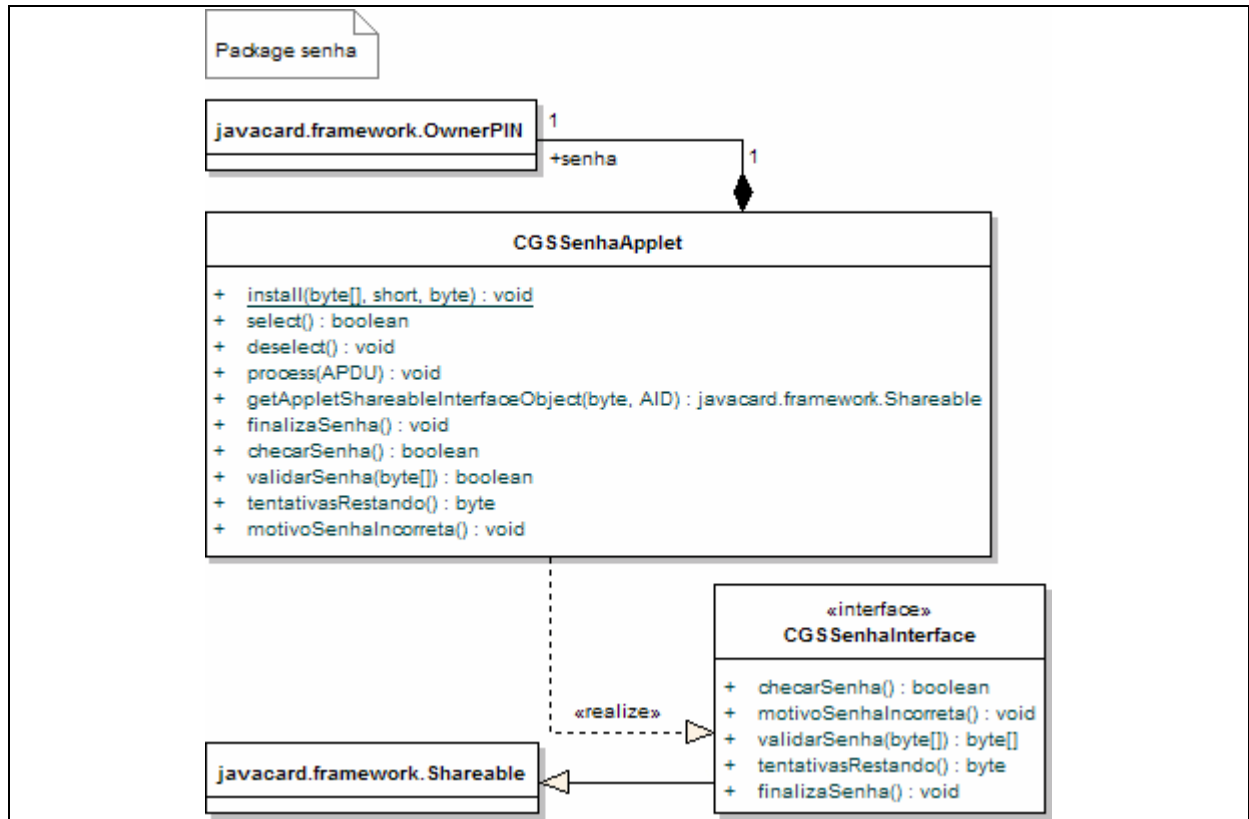 Package senha
javacard.framework.OwnerPIN
1
+senha
1
CGSSenhaApplet
+ install(byte[], short, byte) : void
+ select() : boolean
+ deselect() : void
+ process(APDU) : void
+ getAppletShareableInterfaceObject(byte, AID) : javacard.framework.Shareable
+ finalizaSenha() : void
+ checarSenha() : boolean
+ validarSenha(byte[]) : boolean
+ tentativasRestando() : byte
+ motivoSenhaIncorreta() : void
«interface»
CGSSenhaInterface
+ checarSenha() : boolean
+ motivoSenhaIncorreta() : void
+ validarSenha(byte[]) : byte[]
+ tentativasRestando() : byte
+ finalizaSenha() : void
«realize»
javacard.framework.Shareable